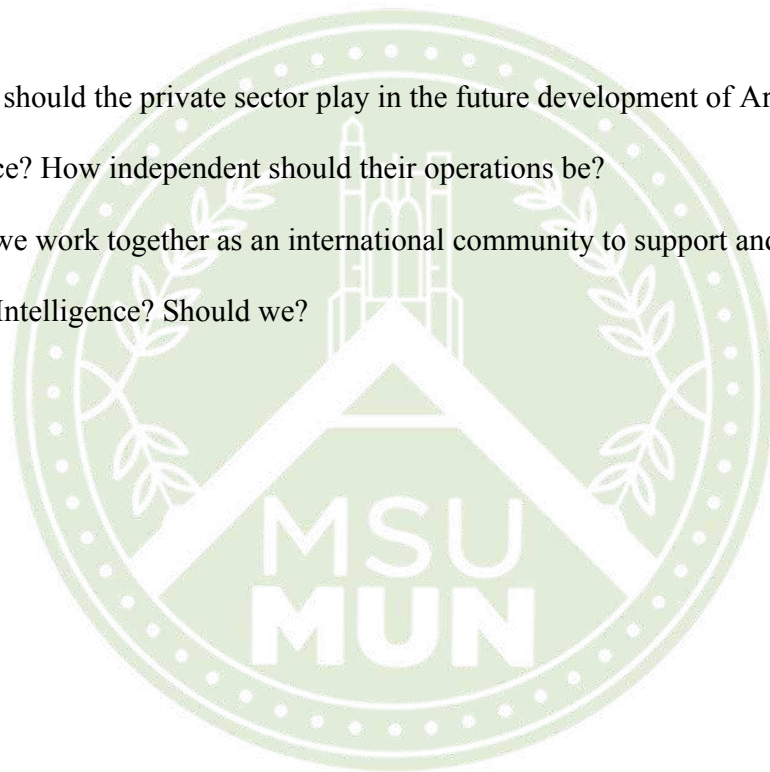 should the private sector play in the future development of Ar
ce? How independent should their operations be?
we work together as an international community to support and
Intelligence? Should we?
MSU
MUN